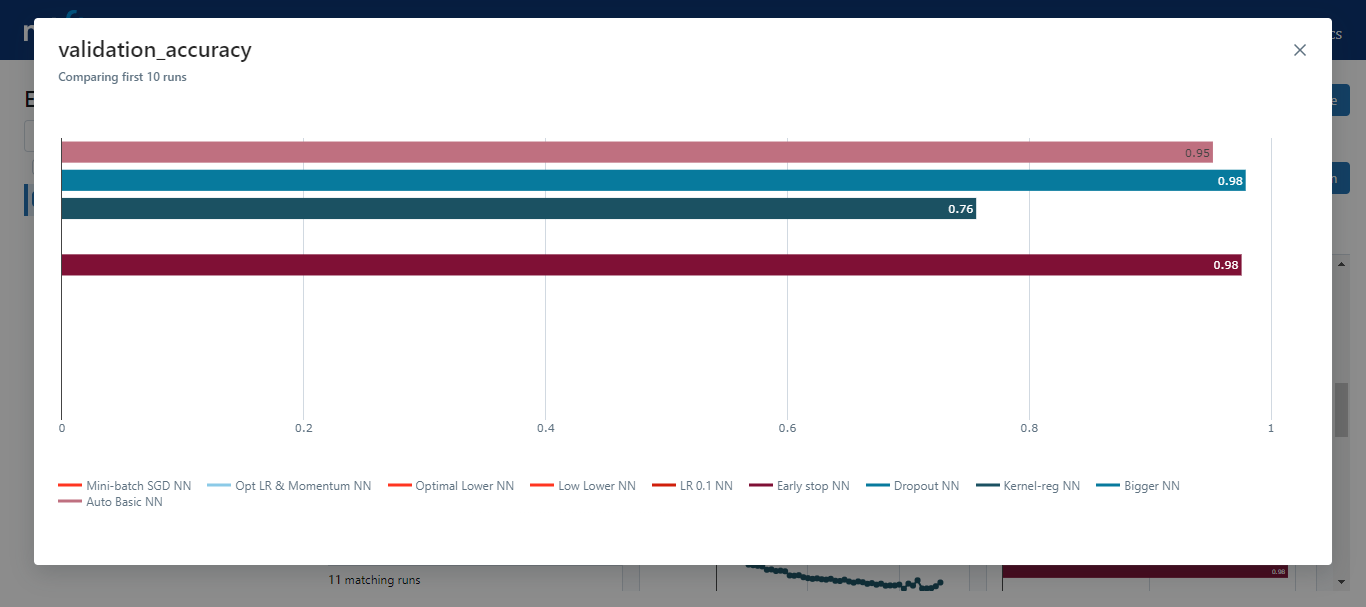 validation_accuracy
Comparing first 10 runs
0.95
0.98
0.76
0.98
0 0.2 0.4 0.6 0.8 1
Mini-batch SGD NN Opt LR & Momentum NN Optimal Lower NN Low Lower NN LR 0.1 NN Early stop NN Dropout NN Kernel-reg NN Bigger NN
Auto Basic NN
11 matching runs
0.98